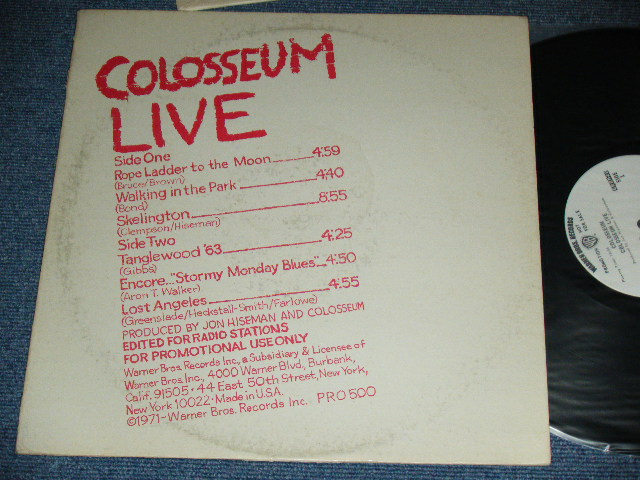 COLOSSEUM
LIVE
Side One
Rope Ladder to the Moon 4:59
(Bruce/Brown)
Walking in the Park 4:40
(Bond)
Skelington 8:55
(Clempson/Hiseman)
Side Two
Tanglewood '63 4:25
(Gibbs)
Encore..."Stormy Monday Blues" 4:50
(Aron T. Walker)
Lost Angeles 4:55
(Greenslade/Heckstall-Smith/Farlowe)
PRODUCED BY JON HISEMAN AND COLOSSEUM
EDITED FOR RADIO STATIONS
FOR PROMOTIONAL USE ONLY
Warner Bros. Records Inc., a Subsidiary & Licensee of
Warner Bros. Inc., 4000 Warner Blvd., Burbank,
Calif. 91505 · 44 East 50th Street, New York,
New York 10022 · Made in U.S.A.
©1971 - Warner Bros. Records Inc. PRO 500
COLOSSEUM
COLOSSEUM LIVE